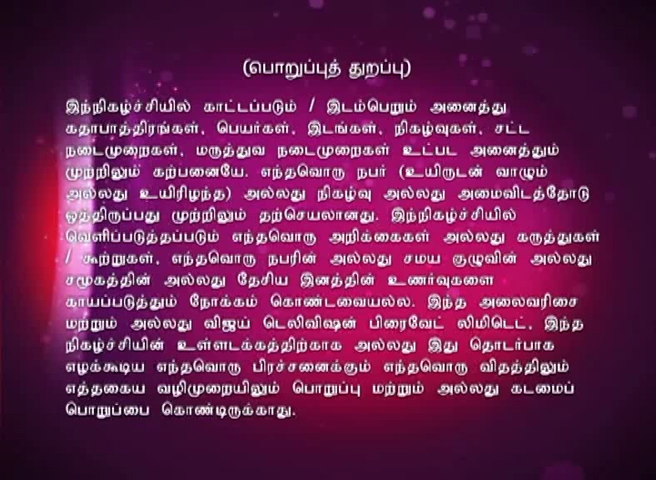 (பொறுப்புத் துறப்பு)
இந்நிகழ்ச்சியில் காட்டப்படும் / இடம்பெறும் அனைத்து
கதாபாத்திரங்கள், பெயர்கள், இடங்கள், நிகழ்வுகள், சட்ட
நடைமுறைகள், மருத்துவ நடைமுறைகள் உட்பட அனைத்தும்
முற்றிலும் கற்பனையே. எந்தவொரு நபர் (உயிருடன் வாழும்
அல்லது உயிரிழந்த) அல்லது நிகழ்வு அல்லது அமைவிடத்தோடு
ஒத்திருப்பது முற்றிலும் தற்செயலானது. இந்நிகழ்ச்சியில்
வெளிப்படுத்தப்படும் எந்தவொரு அறிக்கைகள் அல்லது கருத்துகள்
/ கூற்றுகள், எந்தவொரு நபரின் அல்லது சமய குழுவின் அல்லது
சமூகத்தின் அல்லது தேசிய இனத்தின் உணர்வுகளை
காயப்படுத்தும் நோக்கம் கொண்டவையல்ல. இந்த அலைவரிசை
மற்றும் அல்லது விஜய் டெலிவிஷன் பிரைவேட் லிமிடெட், இந்த
நிகழ்ச்சியின் உள்ளடக்கத்திற்காக அல்லது இது தொடர்பாக
எழக்கூடிய எந்தவொரு பிரச்சனைக்கும் எந்தவொரு விதத்திலும்
எத்தகைய வழிமுறையிலும் பொறுப்பு மற்றும் அல்லது கடமைப்
பொறுப்பை கொண்டிருக்காது.